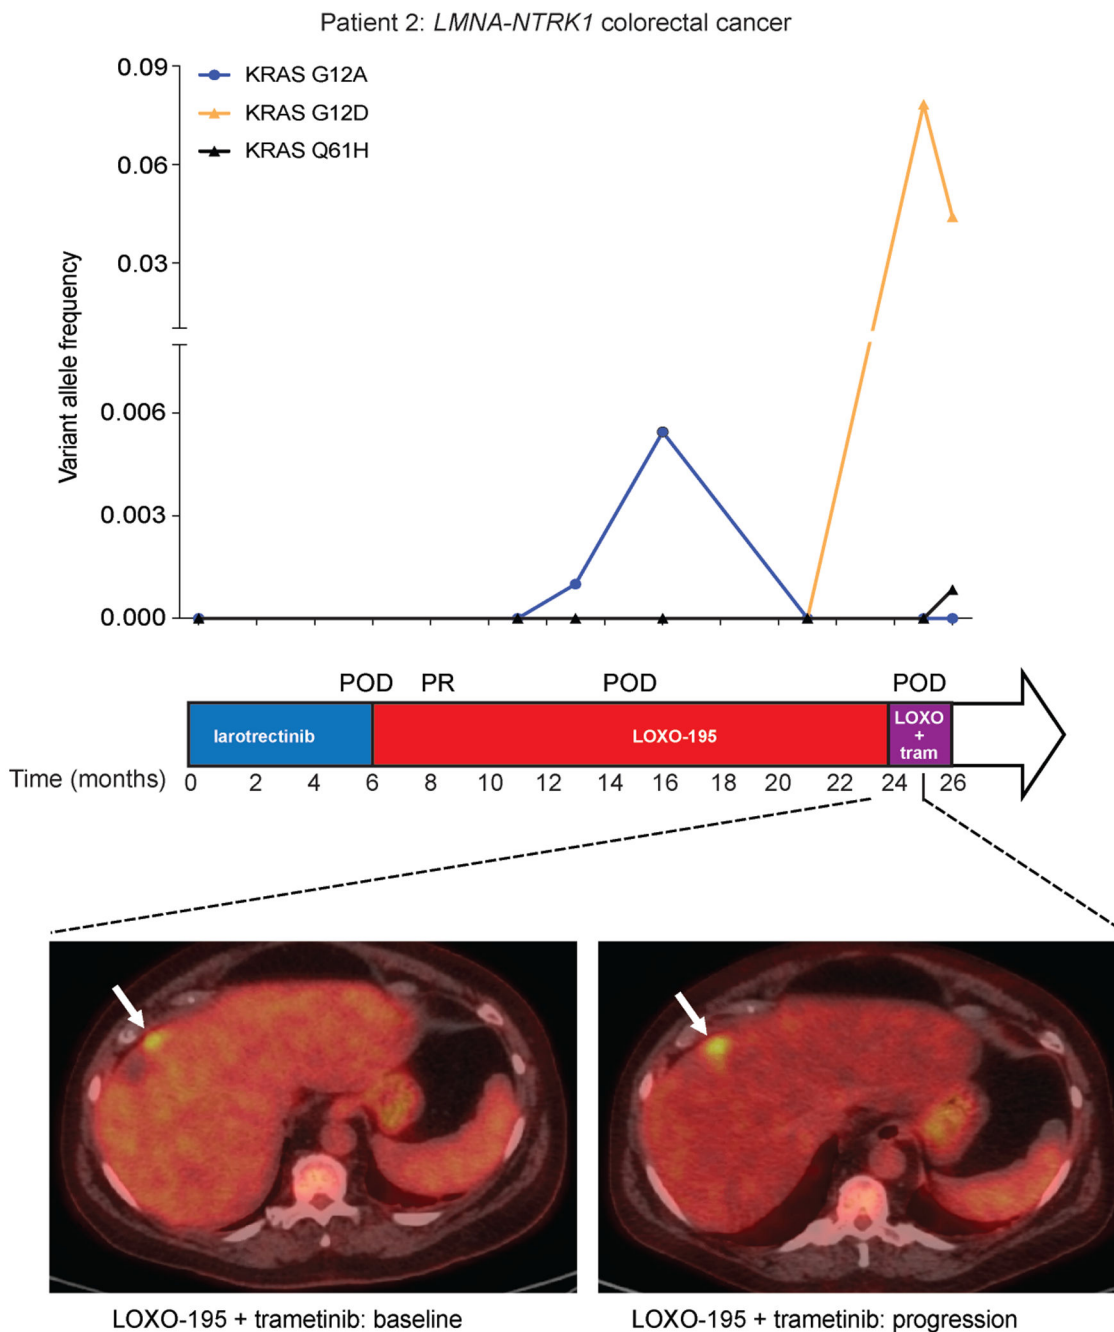 Patient 2: LMNA-NTRK1 colorectal cancer
KRAS G12A
KRAS G12D
KRAS Q61H
Variant allele frequency
0.09
0.06
0.03
0.006
0.003
0.000
POD PR POD POD
larotrectinib
LOXO-195
LOXO
+
tram
Time (months)
0 2 4 6 8 10 12 14 16 18 20 22 24 26
LOXO-195 + trametinib: baseline
LOXO-195 + trametinib: progression